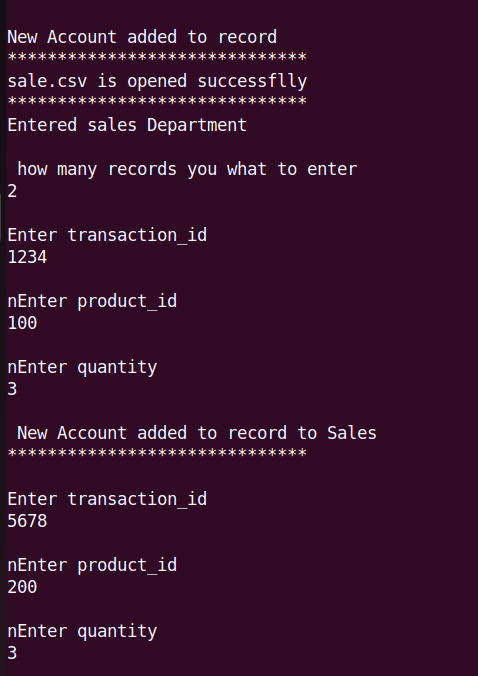 New Account added to record
******************************
sale.csv is opened successflly
******************************
Entered sales Department
how many records you what to enter
2
Enter transaction_id
1234
nEnter product_id
100
nEnter quantity
3
New Account added to record to Sales
******************************
Enter transaction_id
5678
nEnter product_id
200
nEnter quantity
3